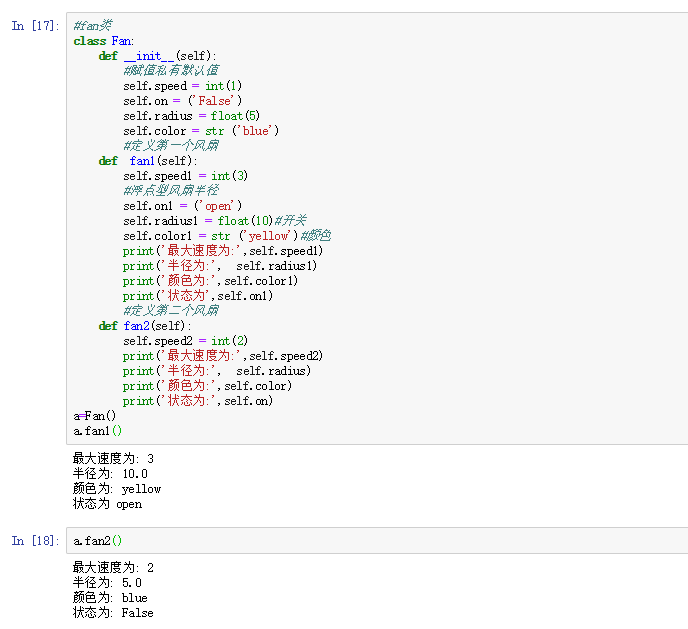 In [17]:
#fan类
class Fan:
    def __init__(self):
        #赋值私有默认值
        self.speed = int(1)
        self.on = ('False')
        self.radius = float(5)
        self.color = str ('blue')
        #定义第一个风扇
    def  fan1(self):
        self.speed1 = int(3)
        #浮点型风扇半径
        self.on1 = ('open')
        self.radius1 = float(10)#开关
        self.color1 = str ('yellow')#颜色
        print('最大速度为:',self.speed1)
        print('半径为:',  self.radius1)
        print('颜色为:',self.color1)
        print('状态为',self.on1)
        #定义第二个风扇
    def fan2(self):
        self.speed2 = int(2)
        print('最大速度为:',self.speed2)
        print('半径为:',  self.radius)
        print('颜色为:',self.color)
        print('状态为:',self.on)
a=Fan()
a.fan1()
最大速度为: 3
半径为: 10.0
颜色为: yellow
状态为 open
In [18]:
a.fan2()
最大速度为: 2
半径为: 5.0
颜色为: blue
状态为: False